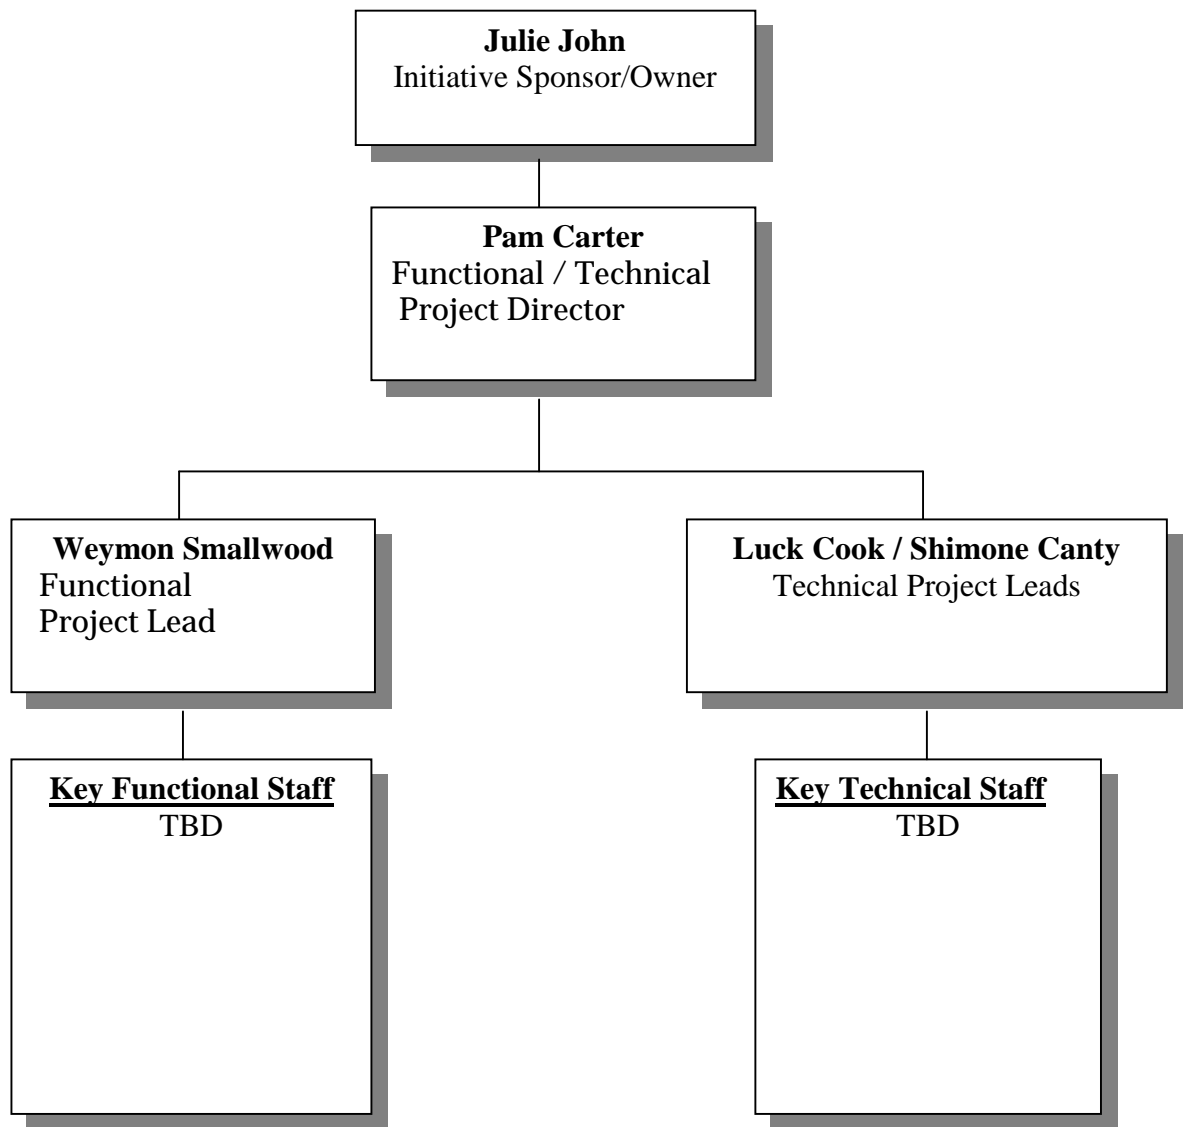 Julie John
Initiative Sponsor/Owner
Pam Carter
Functional / Technical
Project Director
Weymon Smallwood
Functional
Project Lead
Luck Cook / Shimone Canty
Technical Project Leads
Key Functional Staff
TBD
Key Technical Staff
TBD